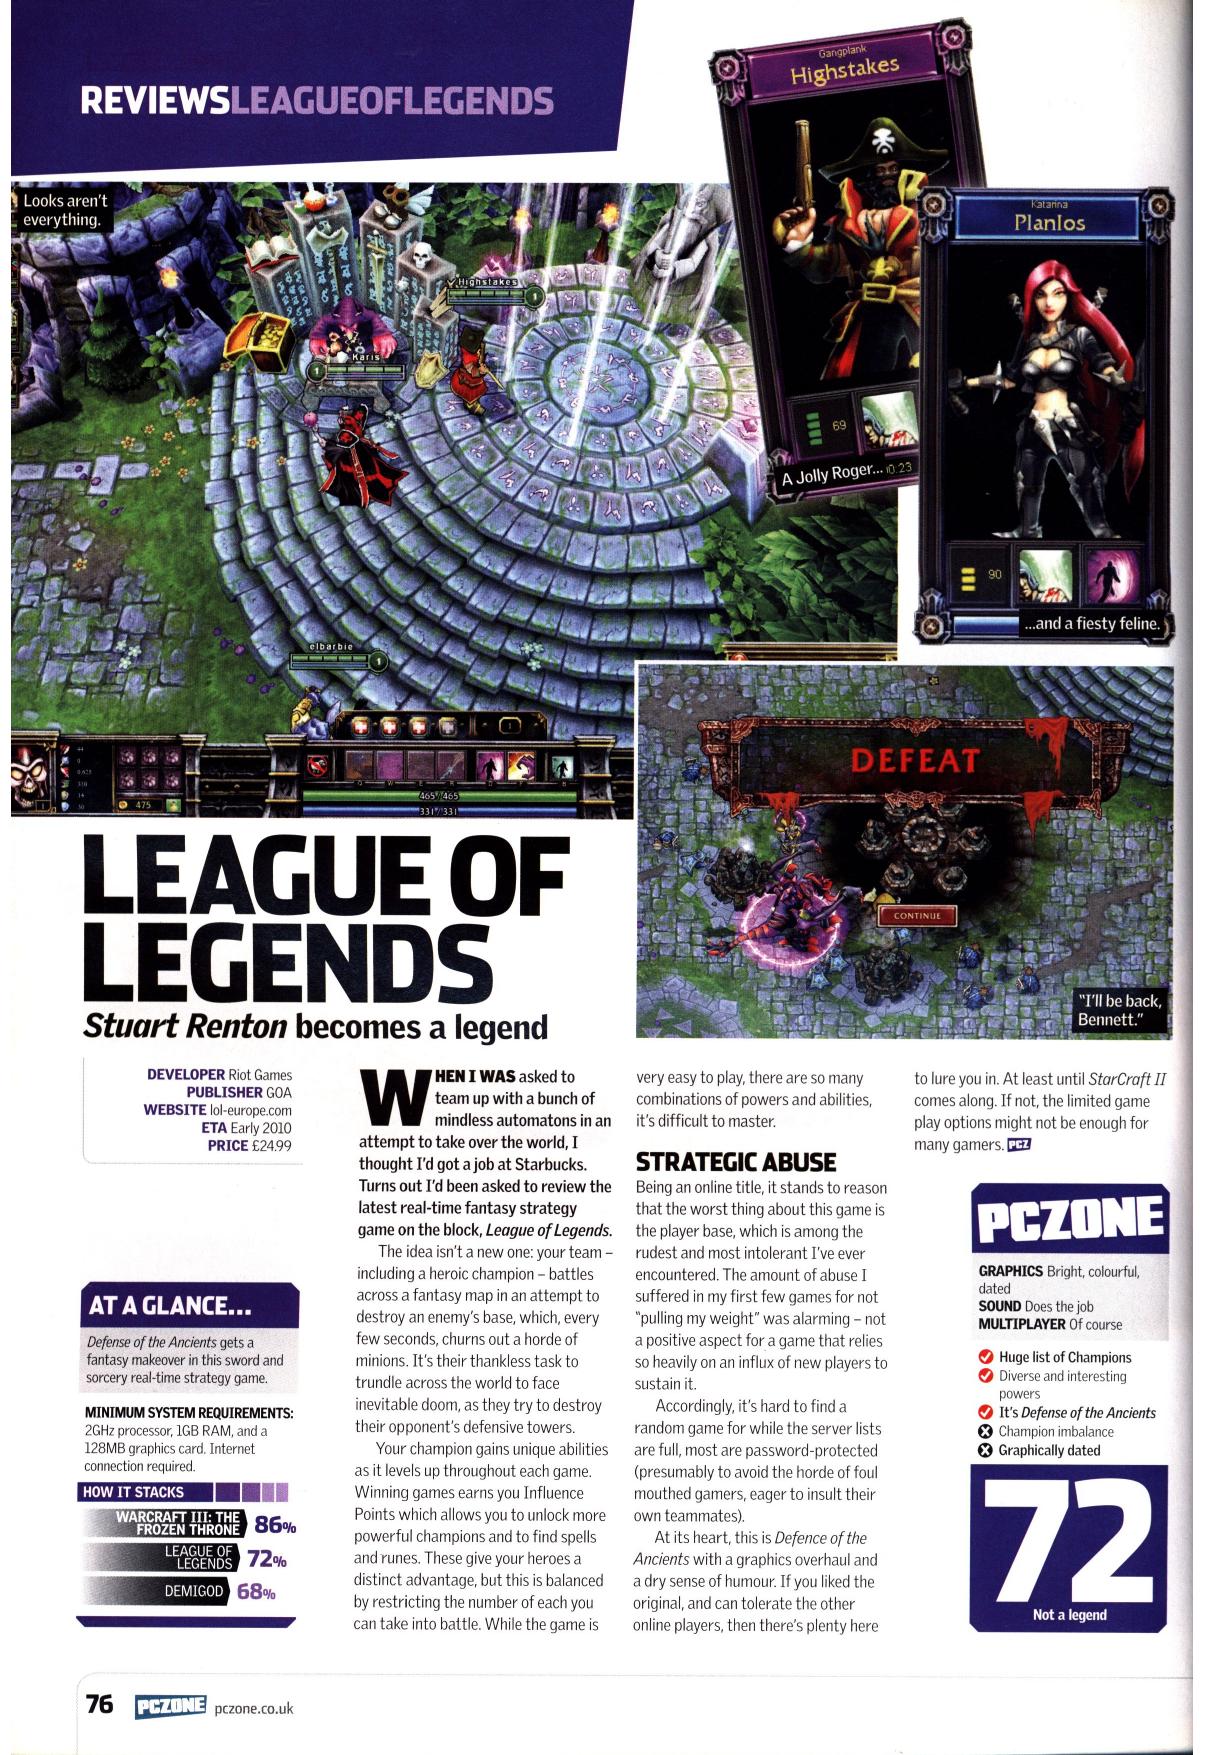 REVIEWSLEAGUEOFLEGENDS
Gangplank
Highstakes
69
A Jolly Roger...
10:23
Katarina
Planlos
90
...and a fiesty feline.
Looks aren't
everything.
Highstakes
1
Karis
1
elbarbie
1
475
465/465
331/331
DEFEAT
CONTINUE
"I'll be back,
Bennett."
LEAGUE OF
LEGENDS
Stuart Renton becomes a legend
DEVELOPER Riot Games
PUBLISHER GOA
WEBSITE lol-europe.com
ETA Early 2010
PRICE £24.99
AT A GLANCE...
Defense of the Ancients gets a
fantasy makeover in this sword and
sorcery real-time strategy game.
MINIMUM SYSTEM REQUIREMENTS:
2GHz processor, 1GB RAM, and a
128MB graphics card. Internet
connection required.
HOW IT STACKS
WARCRAFT III: THE
FROZEN THRONE 86%
LEAGUE OF
LEGENDS 72%
DEMIGOD 68%
WHEN I WAS asked to
team up with a bunch of
mindless automatons in an
attempt to take over the world, I
thought I'd got a job at Starbucks.
Turns out I'd been asked to review the
latest real-time fantasy strategy
game on the block, League of Legends.
The idea isn't a new one: your team –
including a heroic champion – battles
across a fantasy map in an attempt to
destroy an enemy's base, which, every
few seconds, churns out a horde of
minions. It's their thankless task to
trundle across the world to face
inevitable doom, as they try to destroy
their opponent's defensive towers.
Your champion gains unique abilities
as it levels up throughout each game.
Winning games earns you Influence
Points which allows you to unlock more
powerful champions and to find spells
and runes. These give your heroes a
distinct advantage, but this is balanced
by restricting the number of each you
can take into battle. While the game is
very easy to play, there are so many
combinations of powers and abilities,
it's difficult to master.
STRATEGIC ABUSE
Being an online title, it stands to reason
that the worst thing about this game is
the player base, which is among the
rudest and most intolerant I've ever
encountered. The amount of abuse I
suffered in my first few games for not
"pulling my weight" was alarming – not
a positive aspect for a game that relies
so heavily on an influx of new players to
sustain it.
Accordingly, it's hard to find a
random game for while the server lists
are full, most are password-protected
(presumably to avoid the horde of foul
mouthed gamers, eager to insult their
own teammates).
At its heart, this is Defence of the
Ancients with a graphics overhaul and
a dry sense of humour. If you liked the
original, and can tolerate the other
online players, then there's plenty here
to lure you in. At least until StarCraft II
comes along. If not, the limited game
play options might not be enough for
many gamers. PCZ
PCZONE
GRAPHICS Bright, colourful,
dated
SOUND Does the job
MULTIPLAYER Of course
Huge list of Champions
Diverse and interesting
powers
It's Defense of the Ancients
Champion imbalance
Graphically dated
72
Not a legend
76 PCZONE pczone.co.uk